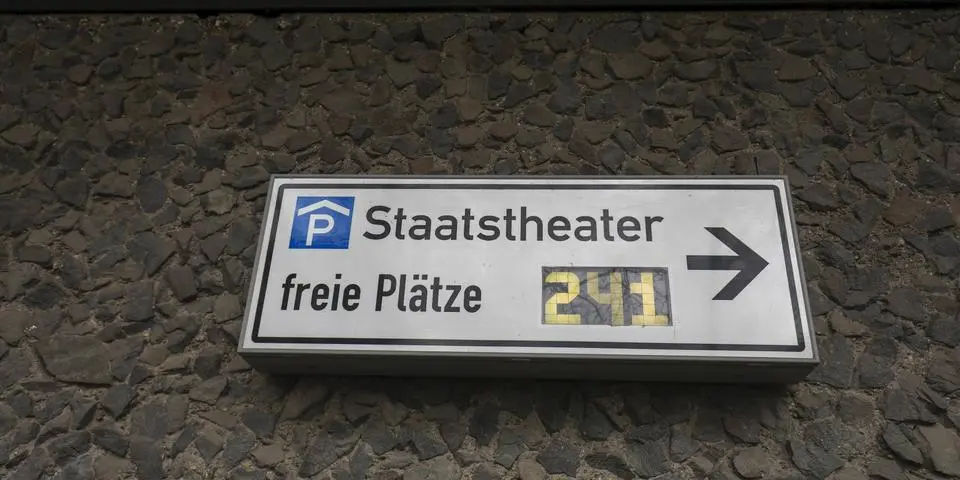 P Staatstheater
freie Plätze 241